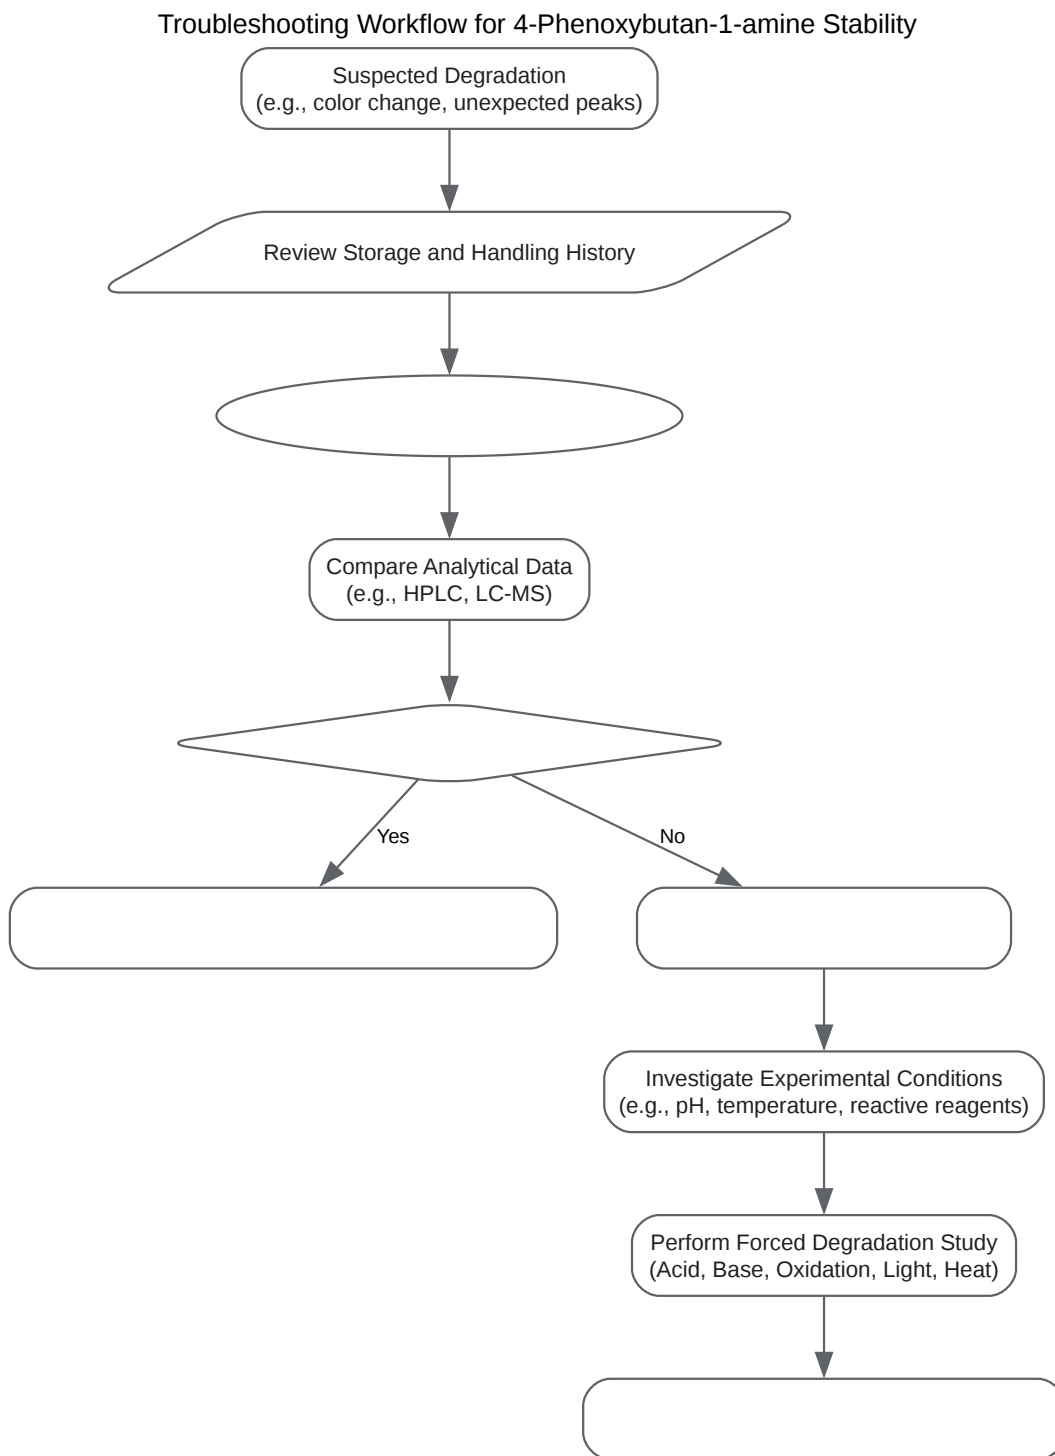 Troubleshooting Workflow for 4-Phenoxybutan-1-amine Stability
Suspected Degradation
(e.g., color change, unexpected peaks)
Review Storage and Handling History
Compare Analytical Data
(e.g., HPLC, LC-MS)
Yes
No
Investigate Experimental Conditions
(e.g., pH, temperature, reactive reagents)
Perform Forced Degradation Study
(Acid, Base, Oxidation, Light, Heat)